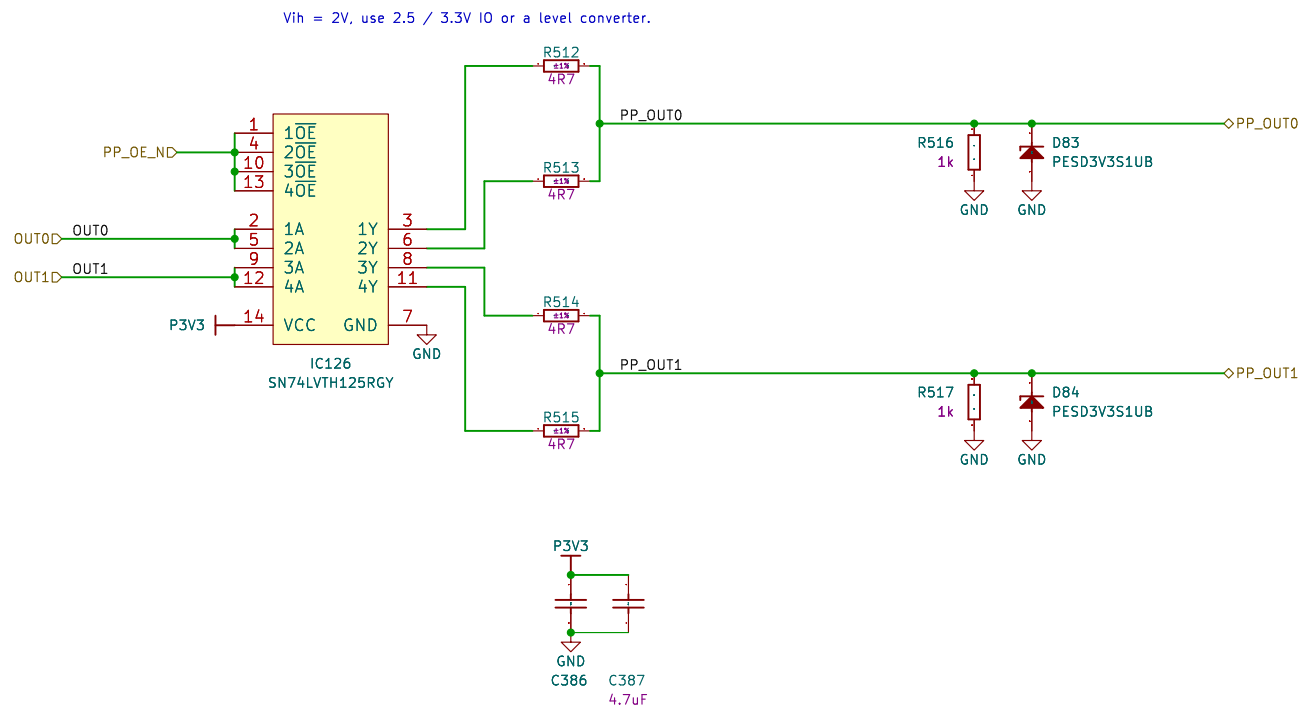 Vih = 2V, use 2.5 / 3.3V IO or a level converter.
R512
±1%
4R7
PP_OUT0
PP_OUT0
1 1OE
4 2OE
10 3OE
13 4OE
PP_OE_N
R516
1k
GND
D83
PESD3V3S1UB
GND
R513
±1%
4R7
OUT0 OUT0
2 1A 1Y 3
5 2A 2Y 6
OUT1 OUT1
9 3A 3Y 8
12 4A 4Y 11
P3V3 14 VCC GND 7
GND
IC126
SN74LVTH125RGY
R514
±1%
4R7
PP_OUT1
PP_OUT1
R517
1k
GND
D84
PESD3V3S1UB
GND
R515
±1%
4R7
P3V3
GND
C386 C387
4.7uF